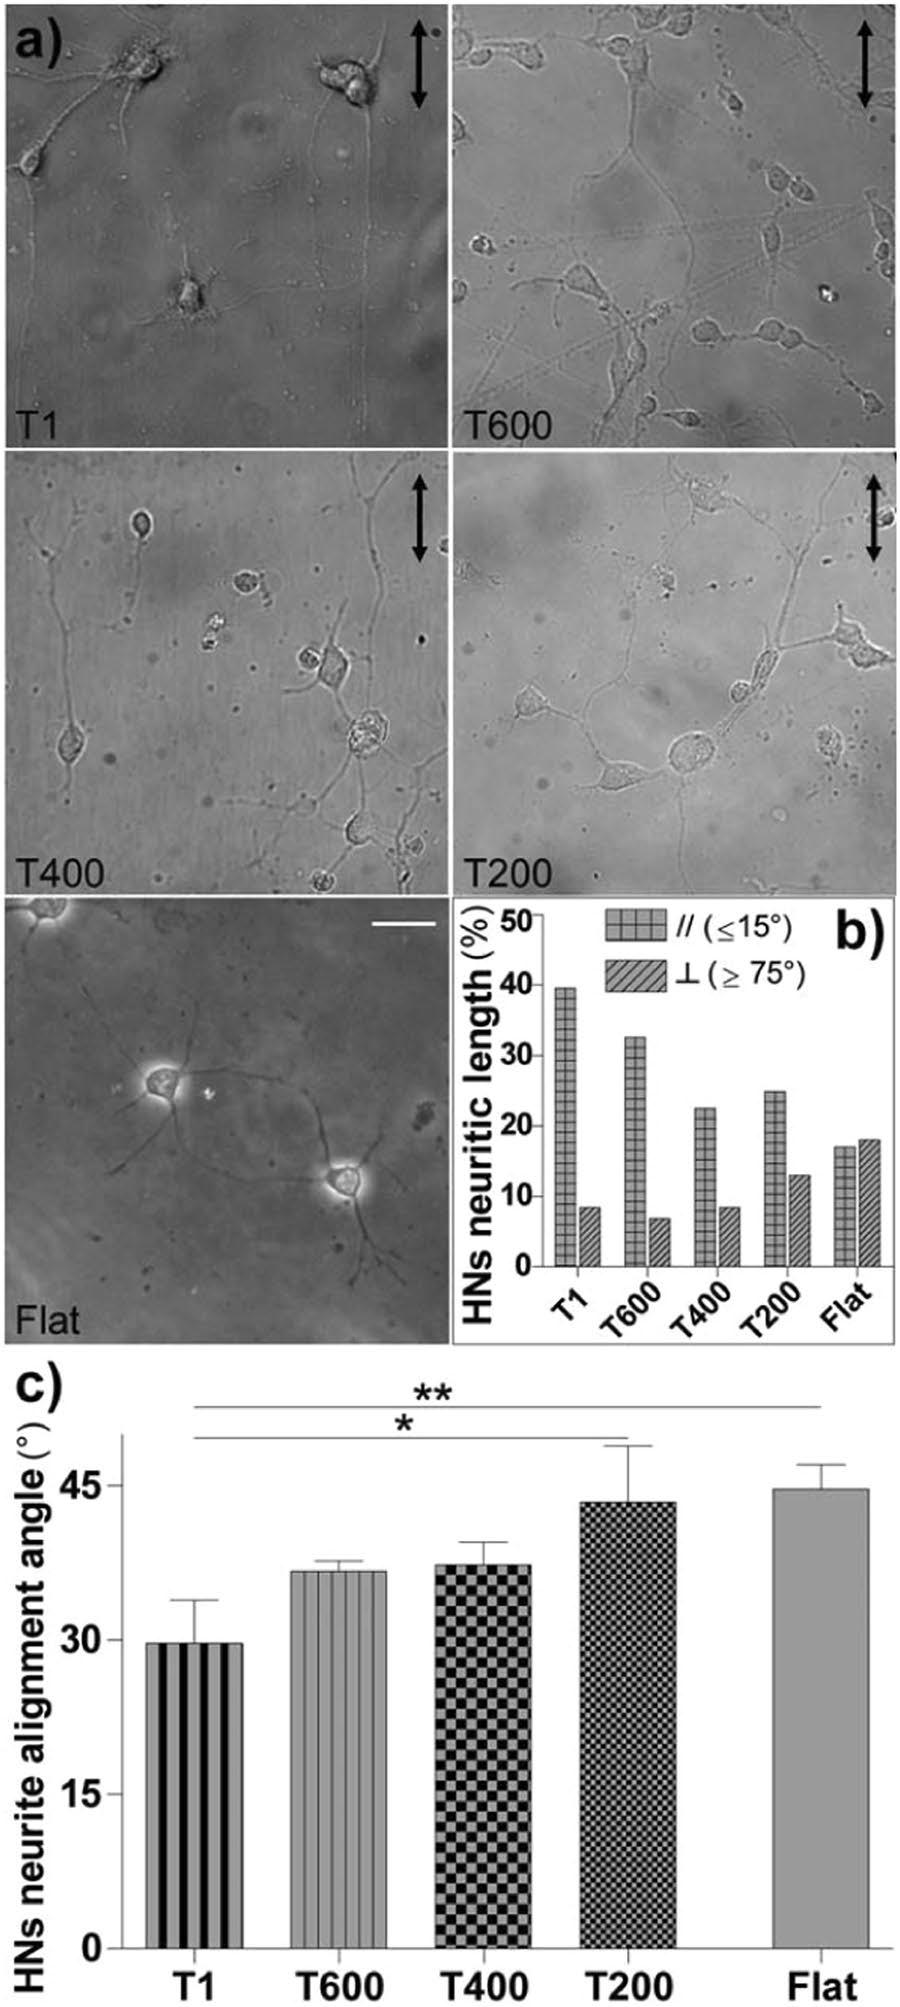 a)
T1
T600
T400
T200
Flat
b)
HNs neuritic length (%)
50
40
30
20
10
0
// (≤15°)
⊥ (≥ 75°)
T1
T600
T400
T200
Flat
c)
HNs neurite alignment angle (°)
**
*
45
30
15
0
T1
T600
T400
T200
Flat